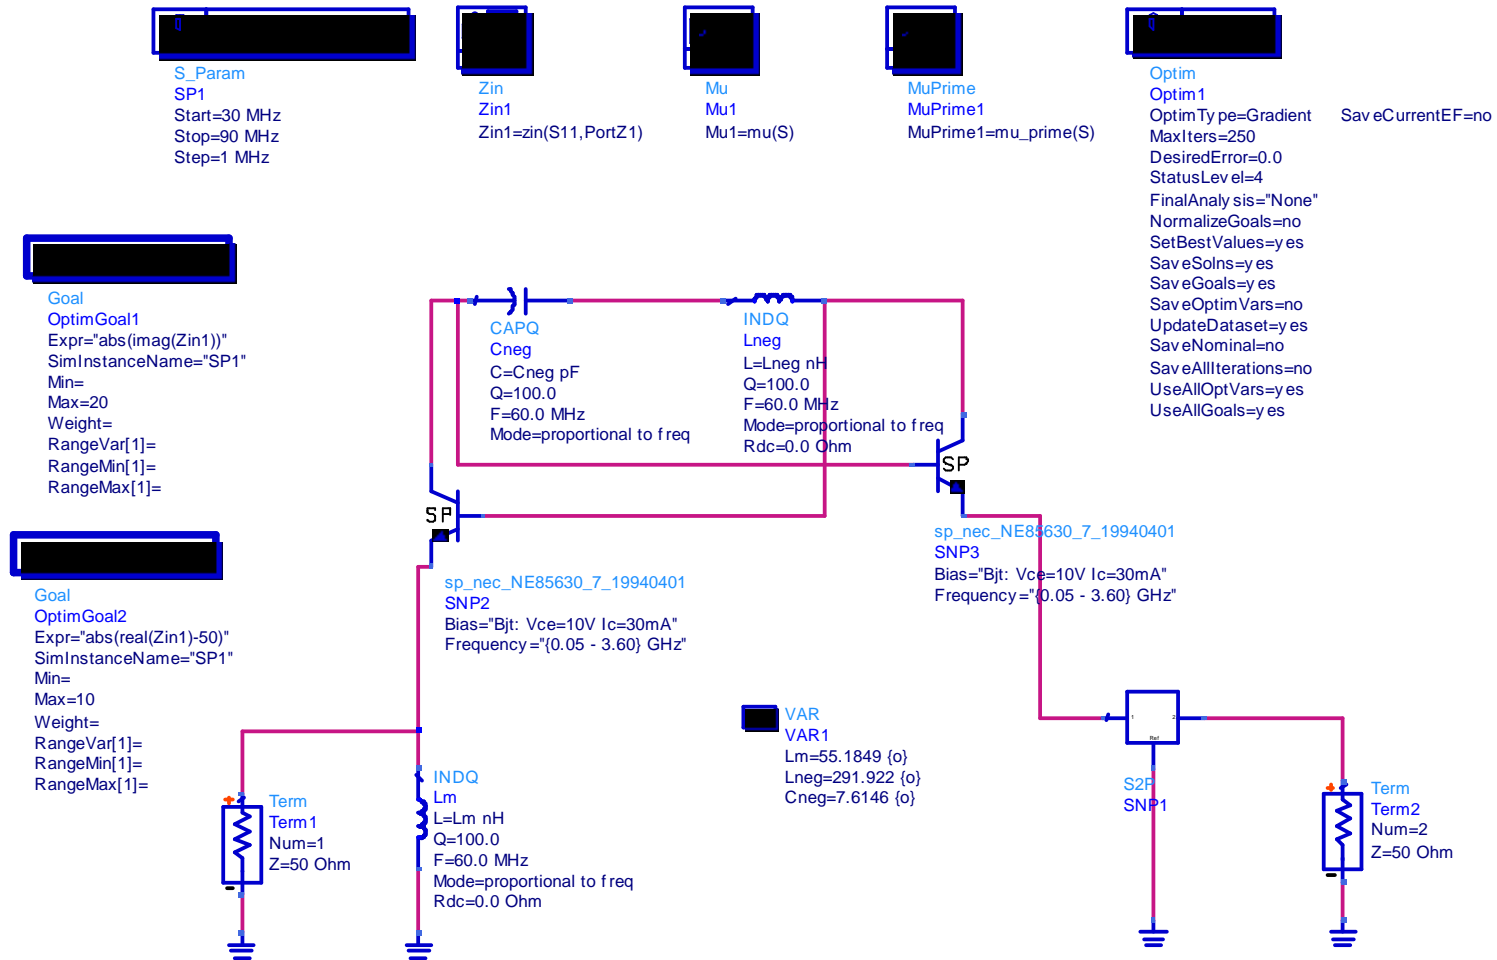 S_Param
SP1
Start=30 MHz
Stop=90 MHz
Step=1 MHz
Zin
Zin1
Zin1=zin(S11,PortZ1)
Mu
Mu1
Mu1=mu(S)
MuPrime
MuPrime1
MuPrime1=mu_prime(S)
Optim
Optim1
OptimType=Gradient SaveCurrentEF=no
MaxIters=250
DesiredError=0.0
StatusLevel=4
FinalAnalysis="None"
NormalizeGoals=no
SetBestValues=yes
SaveSolns=yes
SaveGoals=yes
SaveOptimVars=no
UpdateDataset=yes
SaveNominal=no
SaveAllIterations=no
UseAllOptVars=yes
UseAllGoals=yes
Goal
OptimGoal1
Expr="abs(imag(Zin1))"
SimInstanceName="SP1"
Min=
Max=20
Weight=
RangeVar[1]=
RangeMin[1]=
RangeMax[1]=
CAPQ
Cneg
C=Cneg pF
Q=100.0
F=60.0 MHz
Mode=proportional to freq
INDQ
Lneg
L=Lneg nH
Q=100.0
F=60.0 MHz
Mode=proportional to freq
Rdc=0.0 Ohm
SP
SP
sp_nec_NE85630_7_19940401
SNP3
Bias="Bjt: Vce=10V Ic=30mA"
Frequency="{0.05 - 3.60} GHz"
sp_nec_NE85630_7_19940401
SNP2
Bias="Bjt: Vce=10V Ic=30mA"
Frequency="{0.05 - 3.60} GHz"
Goal
OptimGoal2
Expr="abs(real(Zin1)-50)"
SimInstanceName="SP1"
Min=
Max=10
Weight=
RangeVar[1]=
RangeMin[1]=
RangeMax[1]=
VAR
VAR1
Lm=55.1849 {o}
Lneg=291.922 {o}
Cneg=7.6146 {o}
1 2
Ref
S2P
SNP1
Term
Term1
Num=1
Z=50 Ohm
INDQ
Lm
L=Lm nH
Q=100.0
F=60.0 MHz
Mode=proportional to freq
Rdc=0.0 Ohm
Term
Term2
Num=2
Z=50 Ohm